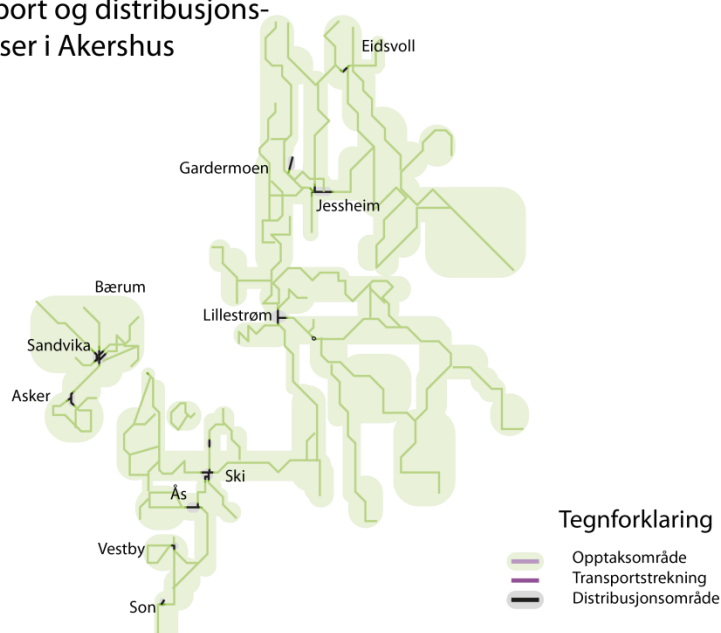 port og distribusjons-
ser i Akershus
Eidsvoll
Gardermoen
Jessheim
Bærum
Lillestrøm
Sandvika
Asker
Ski
Ås
Vestby
Son
Tegnforklaring
Opptaksområde
Transportstrekning
Distribusjonsområde